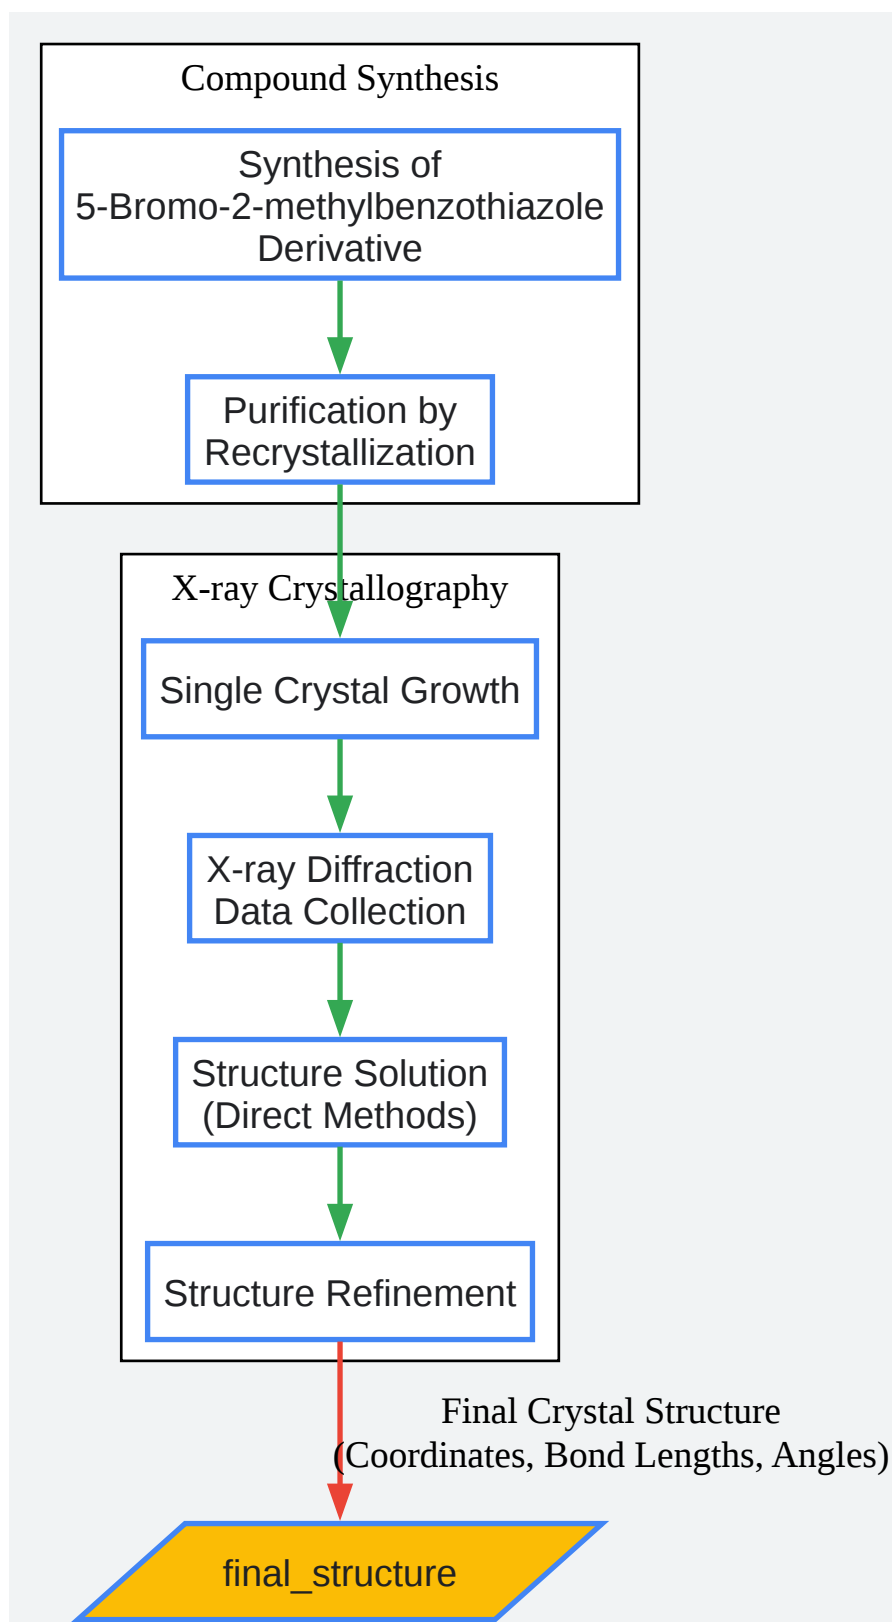 Compound Synthesis
Synthesis of
5-Bromo-2-methylbenzothiazole
Derivative
Purification by
Recrystallization
X-ray Crystallography
Single Crystal Growth
X-ray Diffraction
Data Collection
Structure Solution
(Direct Methods)
Structure Refinement
Final Crystal Structure
(Coordinates, Bond Lengths, Angles)
final_structure